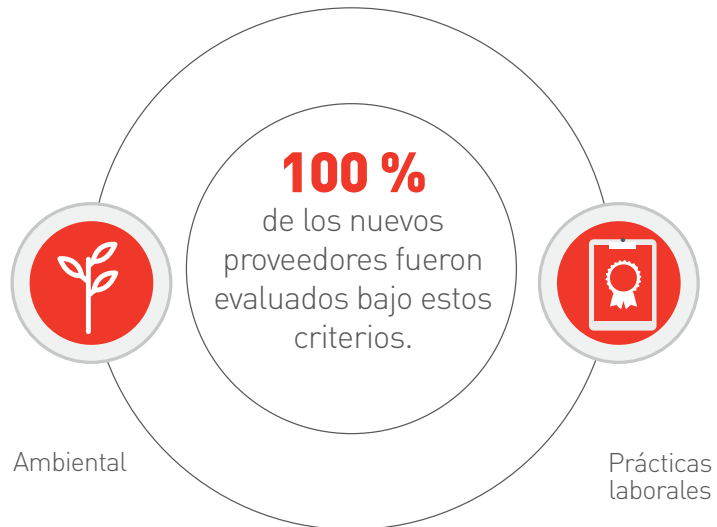 100 %
de los nuevos
proveedores fueron
evaluados bajo estos
criterios.
Ambiental
Prácticas
laborales